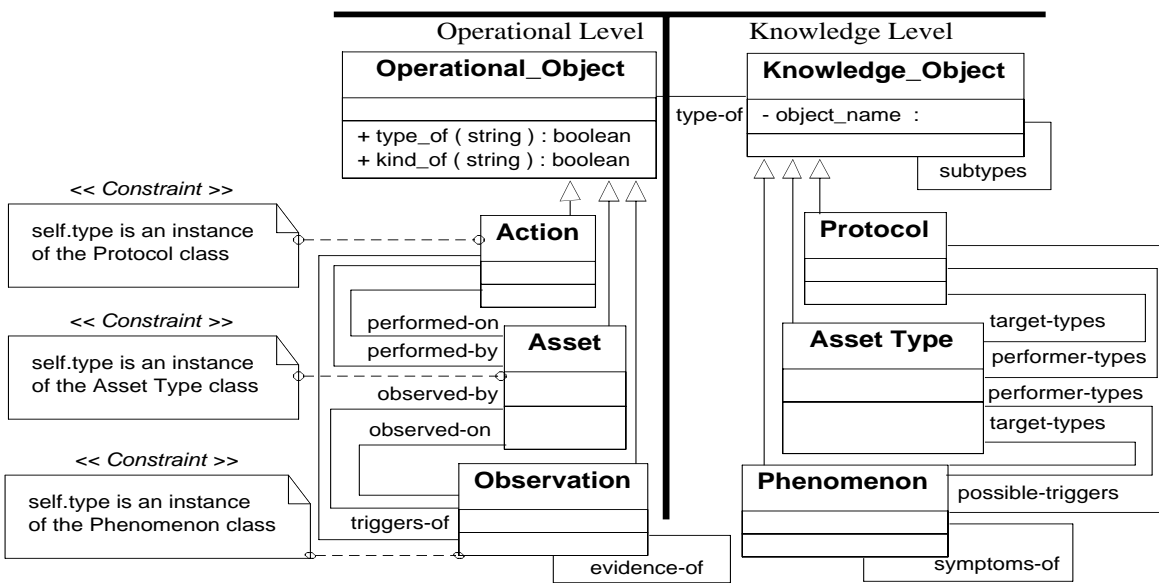 Operational Level
Knowledge Level
Operational_Object
+ type_of ( string ) : boolean
+ kind_of ( string ) : boolean
type-of
Knowledge_Object
- object_name :
subtypes
<< Constraint >>
self.type is an instance
of the Protocol class
Action
Protocol
performed-on
performed-by
target-types
performer-types
<< Constraint >>
self.type is an instance
of the Asset Type class
Asset
Asset Type
observed-by
observed-on
performer-types
target-types
<< Constraint >>
self.type is an instance
of the Phenomenon class
Observation
Phenomenon
triggers-of
possible-triggers
evidence-of
symptoms-of